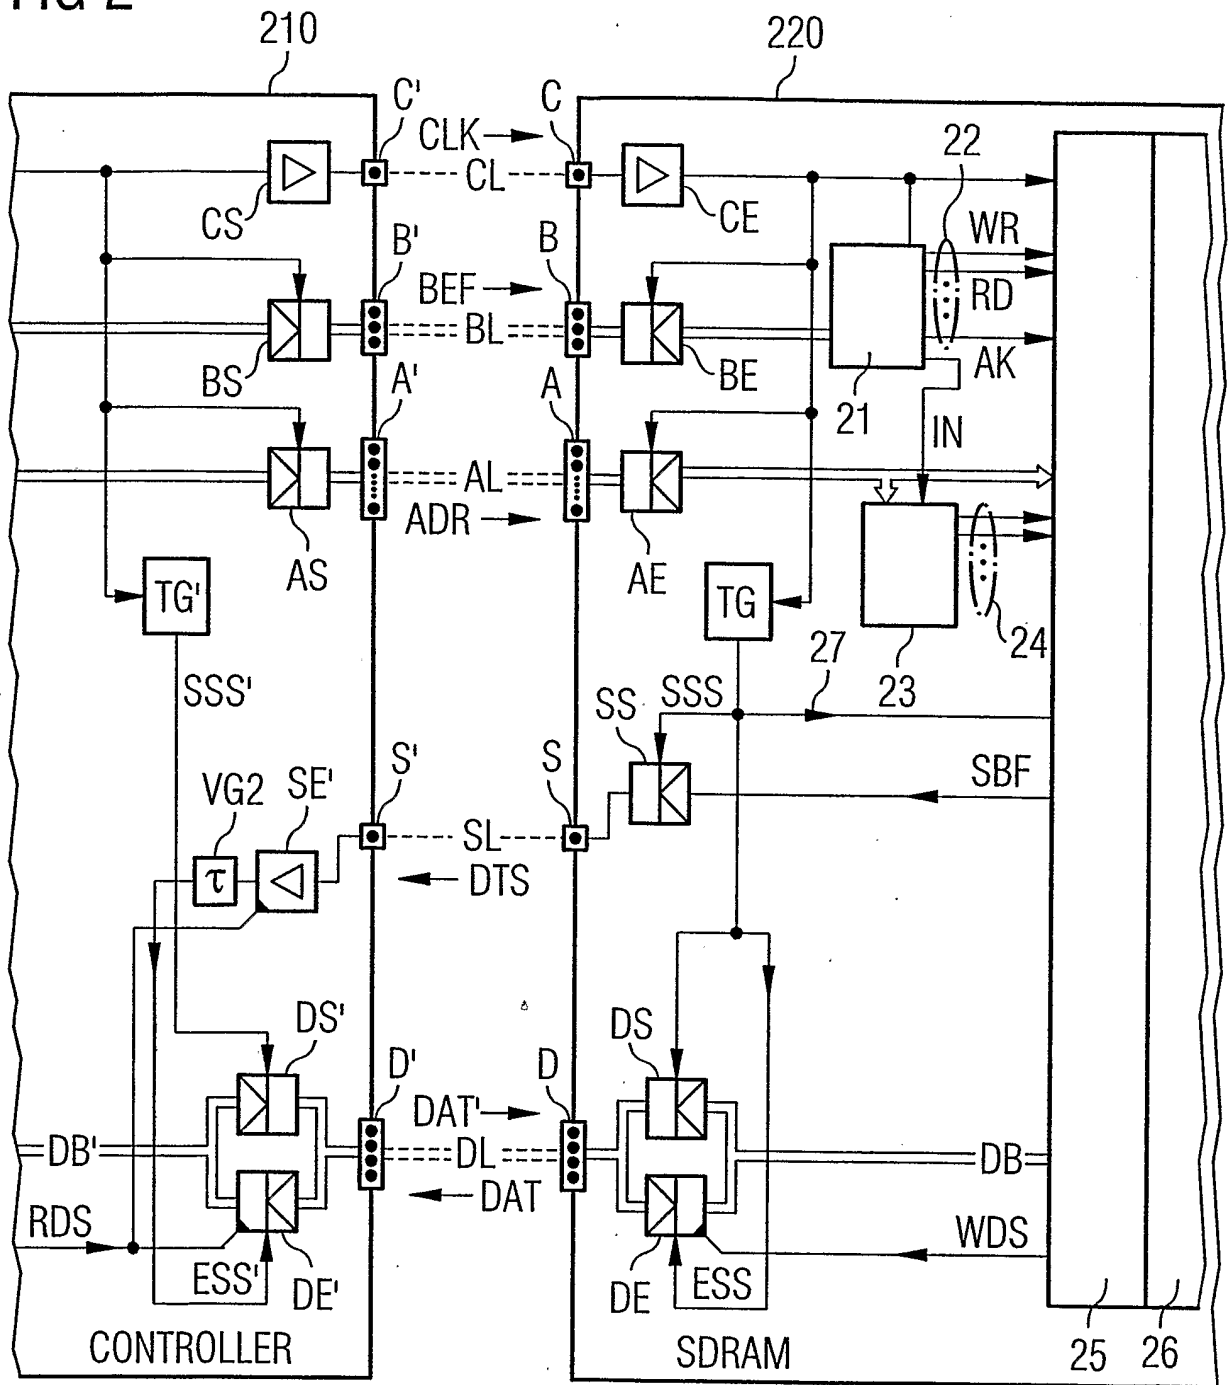 FIG 2
210
220
C'
CLK
C
CS
CL
CE
22
WR
B'
BEF
B
RD
BS
BL
BE
21
AK
A'
A
IN
AL
AS
ADR
AE
TG'
TG
24
23
27
SSS'
SSS
SS
S'
S
SBF
VG2
SE'
SL
τ
DTS
DS'
DS
D'
DAT'
D
DB'
DL
DB
DAT
RDS
WDS
ESS'
DE'
DE
ESS
CONTROLLER
SDRAM
25
26